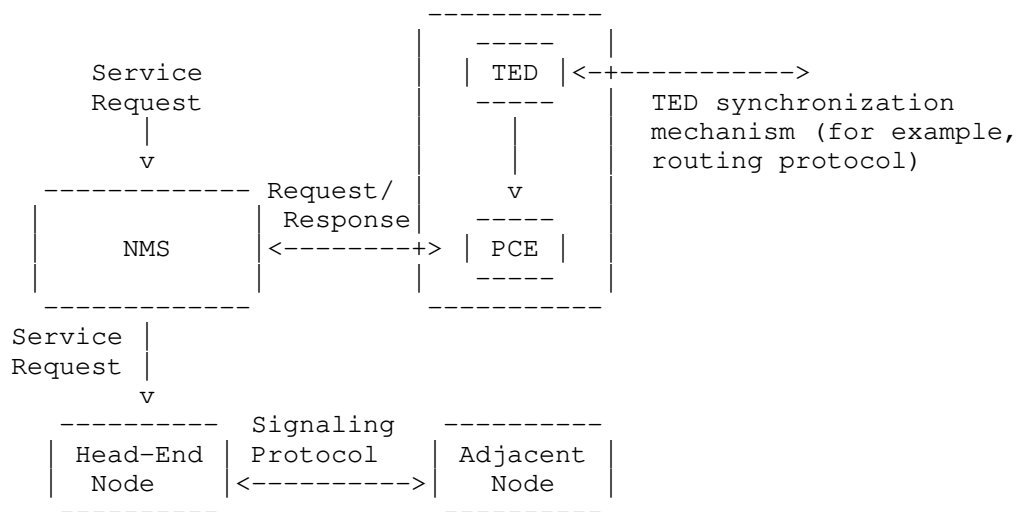 TED
Service
Request
TED synchronization
mechanism (for example,
routing protocol)
Request/
Response
NMS
PCE
Service
Request
Signaling
Protocol
Head-End
Node
Adjacent
Node